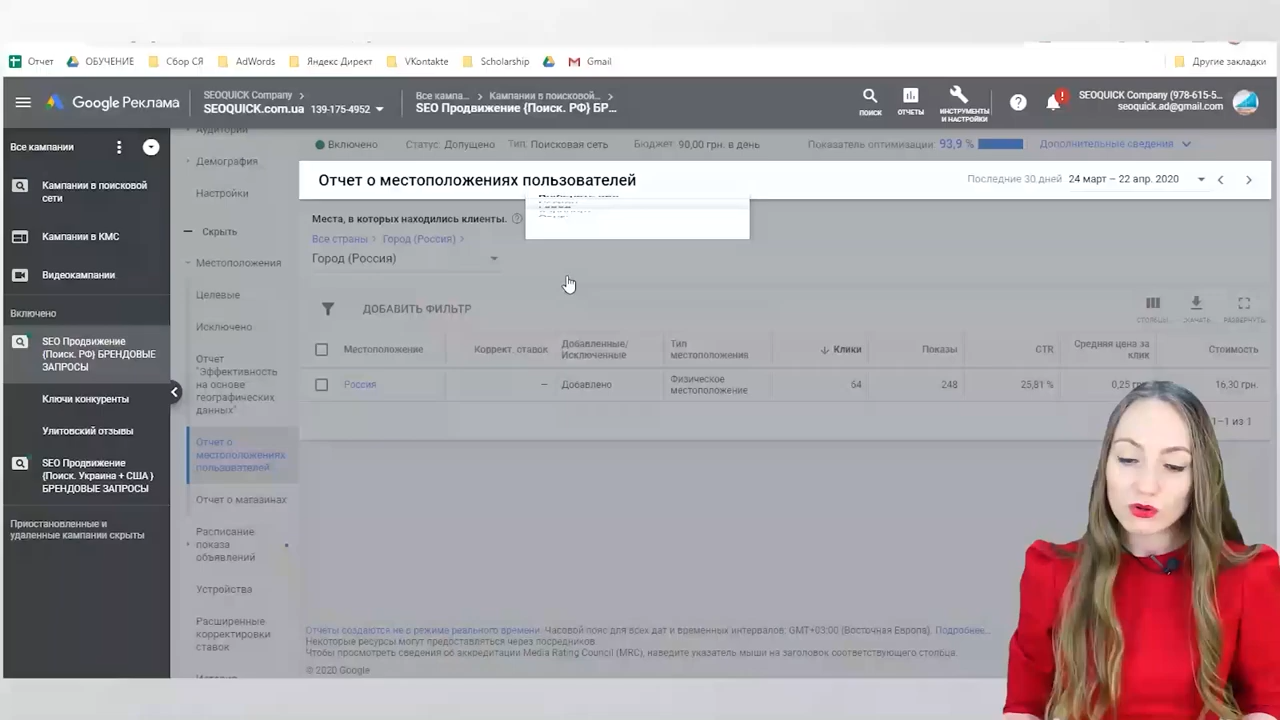 Отчет
ОБУЧЕНИЕ
Сбор СЯ
AdWords
Яндекс Директ
VKontakte
Scholarship
Gmail
Другие закладки
Google Реклама
SEOQUICK Company
SEOQUICK.com.ua 139-175-4952
Все кампа...
Кампании в поисковой...
SEO Продвижение {Поиск. РФ} БР...
ПОИСК
ОТЧЕТЫ
ИНСТРУМЕНТЫ
И НАСТРОЙКИ
SEOQUICK Company (978-615-5...
seoquick.ad@gmail.com
Все кампании
Кампании в поисковой
сети
Кампании в КМС
Видеокампании
Включено
SEO Продвижение
{Поиск. РФ} БРЕНДОВЫЕ
ЗАПРОСЫ
Ключи конкуренты
Улитовский отзывы
SEO Продвижение
{Поиск. Украина + США }
БРЕНДОВЫЕ ЗАПРОСЫ
Приостановленные и
удаленные кампании скрыты
Аудитории
Демография
Настройки
Скрыть
Местоположения
Целевые
Исключено
Отчет
"Эффективность
на основе
географических
данных"
Отчет о
местоположениях
пользователей
Отчет о магазинах
Расписание
показа
объявлений
Устройства
Расширенные
корректировки
ставок
Включено Статус: Допущено Тип: Поисковая сеть Бюджет: 90,00 грн. в день Показатель оптимизации: 93,9 % Дополнительные сведения
Отчет о местоположениях пользователей
Последние 30 дней 24 март – 22 апр. 2020
Места, в которых находились клиенты.
Все страны > Город (Россия) >
Город (Россия)
ДОБАВИТЬ ФИЛЬТР
СКАЧАТЬ
РАЗВЕРНУТЬ
Местоположение
Коррект. ставок
Добавленные/
Исключенные
Тип
местоположения
Клики
Показы
CTR
Средняя цена за
клик
Стоимость
Россия
–
Добавлено
Физическое
местоположение
64
248
25,81 %
0,25 грн.
16,30 грн.
1–1 из 1
Отчеты создаются не в режиме реального времени. Часовой пояс для всех дат и временных интервалов: GMT+03:00 (Восточная Европа). Подробнее...
Некоторые ресурсы могут предоставляться через посредников.
Чтобы просмотреть сведения об аккредитации Media Rating Council (MRC), наведите указатель мыши на заголовок соответствующего столбца.
© 2020 Google